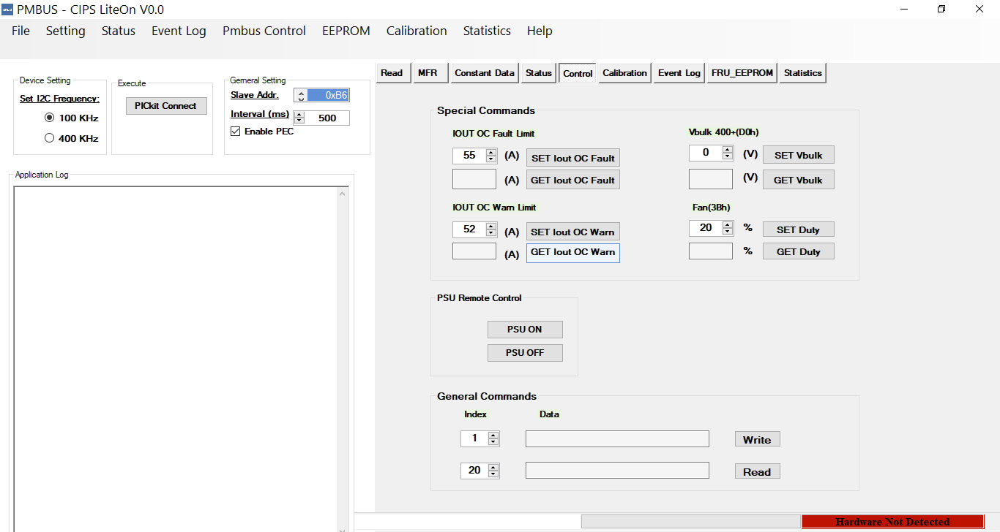 PMBUS - CIPS LiteOn V0.0
File Setting Status Event Log Pmbus Control EEPROM Calibration Statistics Help
Device Setting
Set I2C Frequency:
100 KHz
400 KHz
Execute
PICkit Connect
Gemeral Setting
Slave Addr. 0xB6
Interval (ms) 500
Enable PEC
Application Log
Read MFR Constant Data Status Control Calibration Event Log FRU_EEPROM Statistics
Special Commands
IOUT OC Fault Limit
55 (A) SET Iout OC Fault
(A) GET Iout OC Fault
IOUT OC Warn Limit
52 (A) SET Iout OC Warn
(A) GET Iout OC Warn
Vbulk 400+(D0h)
0 (V) SET Vbulk
(V) GET Vbulk
Fan(3Bh)
20 % SET Duty
% GET Duty
PSU Remote Control
PSU ON
PSU OFF
General Commands
Index Data
1 Write
20 Read
Hardware Not Detected